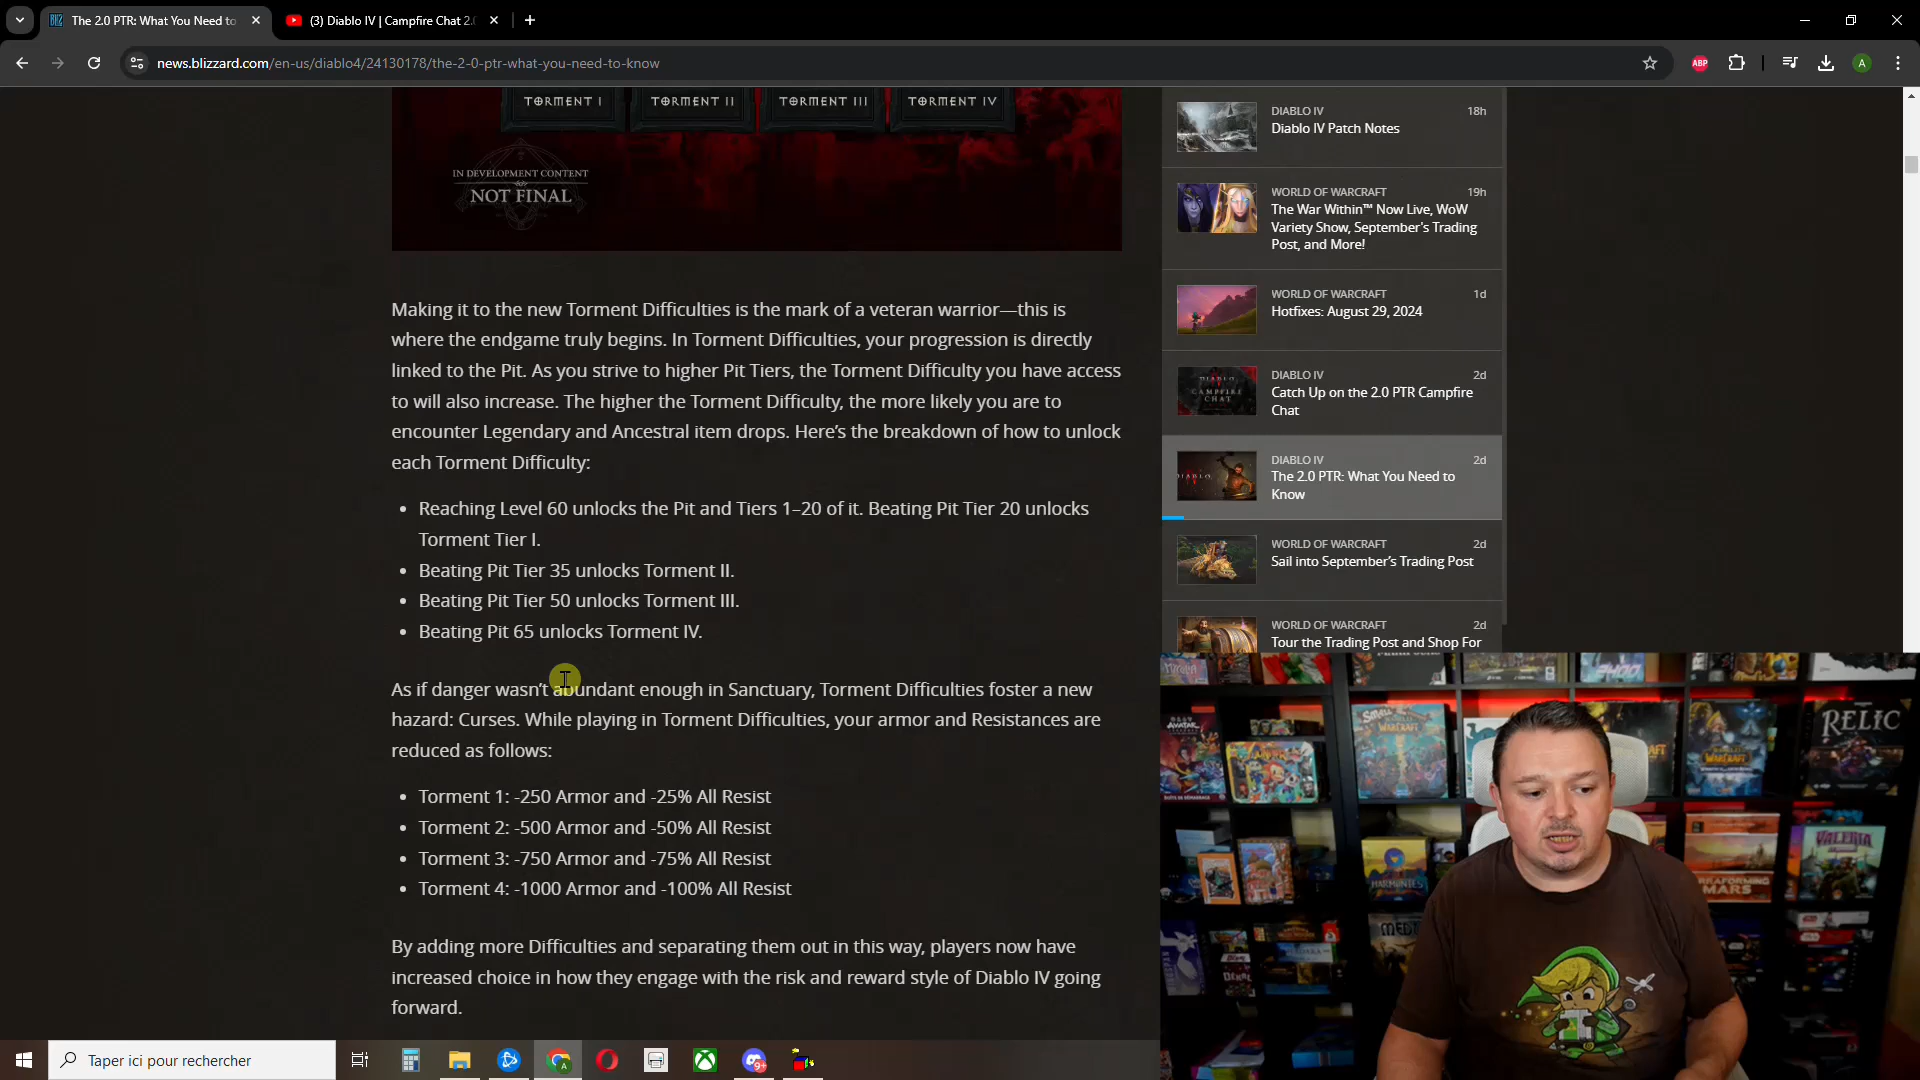 The 2.0 PTR: What You Need to
(3) Diablo IV | Campfire Chat 2.
news.blizzard.com/en-us/diablo4/24130178/the-2-0-ptr-what-you-need-to-know
ABP
A
TORMENT I
TORMENT II
TORMENT III
TORMENT IV
IN DEVELOPMENT CONTENT
NOT FINAL
Making it to the new Torment Difficulties is the mark of a veteran warrior—this is
where the endgame truly begins. In Torment Difficulties, your progression is directly
linked to the Pit. As you strive to higher Pit Tiers, the Torment Difficulty you have access
to will also increase. The higher the Torment Difficulty, the more likely you are to
encounter Legendary and Ancestral item drops. Here’s the breakdown of how to unlock
each Torment Difficulty:
• Reaching Level 60 unlocks the Pit and Tiers 1–20 of it. Beating Pit Tier 20 unlocks
Torment Tier I.
• Beating Pit Tier 35 unlocks Torment II.
• Beating Pit Tier 50 unlocks Torment III.
• Beating Pit 65 unlocks Torment IV.
As if danger wasn’t abundant enough in Sanctuary, Torment Difficulties foster a new
hazard: Curses. While playing in Torment Difficulties, your armor and Resistances are
reduced as follows:
• Torment 1: -250 Armor and -25% All Resist
• Torment 2: -500 Armor and -50% All Resist
• Torment 3: -750 Armor and -75% All Resist
• Torment 4: -1000 Armor and -100% All Resist
By adding more Difficulties and separating them out in this way, players now have
increased choice in how they engage with the risk and reward style of Diablo IV going
forward.
DIABLO IV 18h
Diablo IV Patch Notes
WORLD OF WARCRAFT 19h
The War Within™ Now Live, WoW
Variety Show, September's Trading
Post, and More!
WORLD OF WARCRAFT 1d
Hotfixes: August 29, 2024
DIABLO IV 2d
Catch Up on the 2.0 PTR Campfire
Chat
CAMPFIRE
CHAT
DIABLO IV 2d
The 2.0 PTR: What You Need to
Know
WORLD OF WARCRAFT 2d
Sail into September’s Trading Post
WORLD OF WARCRAFT 2d
Tour the Trading Post and Shop For
AVATAR
RELIC
HARMONIES
TERRAFORMING
MARS
VALERIA
Taper ici pour rechercher
A
9+